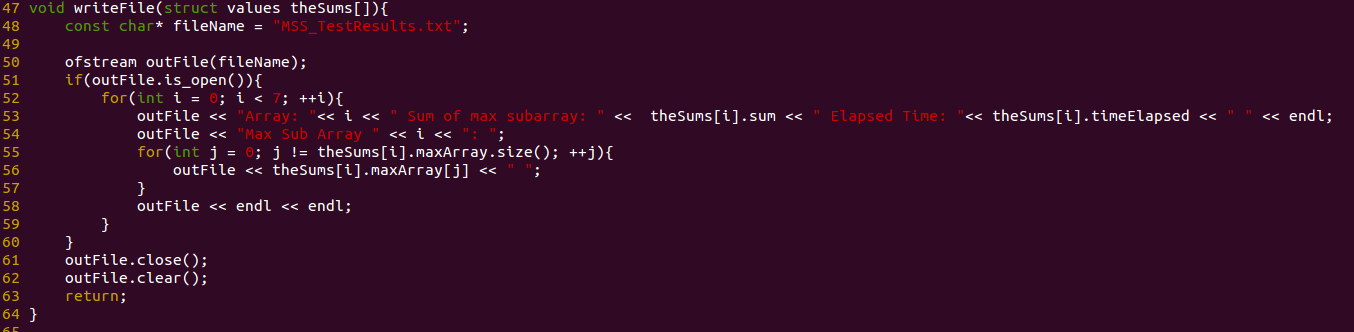 47 void writeFile(struct values theSums[]){
48     const char* fileName = "MSS_TestResults.txt";
49
50     ofstream outFile(fileName);
51     if(outFile.is_open()){
52         for(int i = 0; i < 7; ++i){
53             outFile << "Array: "<< i << " Sum of max subarray: " <<  theSums[i].sum << " Elapsed Time: "<< theSums[i].timeElapsed << " " << endl;
54             outFile << "Max Sub Array " << i << ": ";
55             for(int j = 0; j != theSums[i].maxArray.size(); ++j){
56                 outFile << theSums[i].maxArray[j] << " ";
57             }
58             outFile << endl << endl;
59         }
60     }
61     outFile.close();
62     outFile.clear();
63     return;
64 }
65